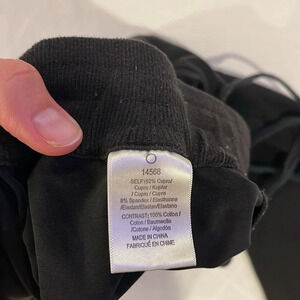 14568
SELF:92% Cupro/
Cupro / Kupfer
/ Cupro / Cupro
8% Spandex / Elasthanne
/Elastan/Elastan/Elastano
CONTRAST:100% Cotton /
Coton / Baumwolle
/Cotone / Algodón
MADE IN CHINA
FABRIQUÉ EN CHINE